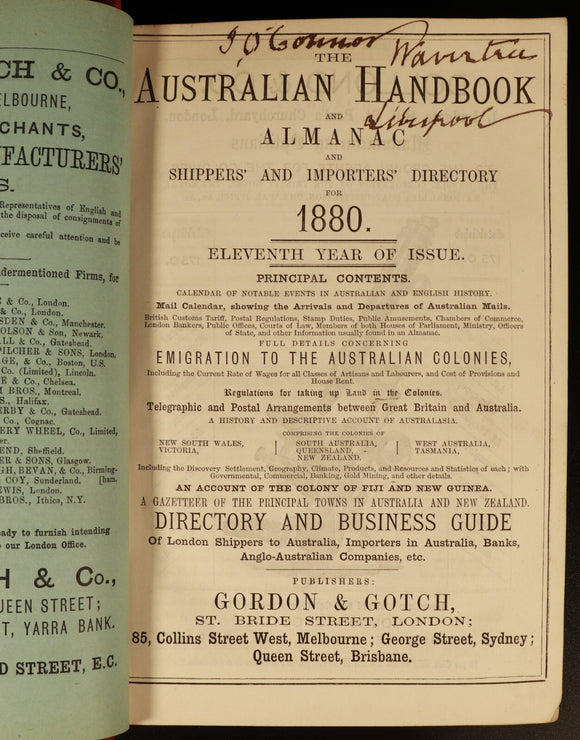 CH & CO.,
ELBOURNE,
CHANTS,
UFACTURERS'
S.
Representatives of English and
the disposal of consignments of
ceive careful attention and be
dermentioned Firms, for
E & Co., London.
& Co., London.
SDEN & Co., Manchester.
OLSON & Son, Newark.
LL & Co., Gateshead.
PILCHER & SONS, London.
GE, & Co., Boston, U.S.
Co. (Limited), Lincoln.
E & Co., Chelsea.
M BROS., Montreal.
S., Halifax.
ERBY & Co., Gateshead.
Co., Cognac.
ERY WHEEL, Co., Limited,
er.
END, Sheffield.
ER & SONS, Glasgow.
GH, BEVAN, & Co., Birming-
COY, Sunderland. [ham.
EWIS, London.
BROS., Ithica, N.Y.
eady to furnish intending
our London Office.
H & Co.,
UEEN STREET;
T, YARRA BANK.
D STREET, E.C.
J O'Connor Wavertree
Liverpool
THE
AUSTRALIAN HANDBOOK
AND
ALMANAC
AND
SHIPPERS' AND IMPORTERS' DIRECTORY
FOR
1880.
ELEVENTH YEAR OF ISSUE.
PRINCIPAL CONTENTS.
CALENDAR OF NOTABLE EVENTS IN AUSTRALIAN AND ENGLISH HISTORY.
Mail Calendar, showing the Arrivals and Departures of Australian Mails.
British Customs Tariff, Postal Regulations, Stamp Duties, Public Amusements, Chambers of Commerce,
London Bankers, Public Offices, Courts of Law, Members of both Houses of Parliament, Ministry, Officers
of State, and other Information usually found in an Almanac.
FULL DETAILS CONCERNING
EMIGRATION TO THE AUSTRALIAN COLONIES,
Including the Current Rate of Wages for all Classes of Artisans and Labourers, and Cost of Provisions and
House Rent.
Regulations for taking up Land in the Colonies.
Telegraphic and Postal Arrangements between Great Britain and Australia.
A HISTORY AND DESCRIPTIVE ACCOUNT OF AUSTRALASIA.
COMPRISING THE COLONIES OF
NEW SOUTH WALES, SOUTH AUSTRALIA, WEST AUSTRALIA,
VICTORIA, QUEENSLAND, TASMANIA,
NEW ZEALAND.
Including the Discovery Settlement, Geography, Climate, Products, and Resources and Statistics of each; with
Governmental, Commercial, Banking, Gold Mining, and other details.
AN ACCOUNT OF THE COLONY OF FIJI AND NEW GUINEA.
A GAZETTEER OF THE PRINCIPAL TOWNS IN AUSTRALIA AND NEW ZEALAND.
DIRECTORY AND BUSINESS GUIDE
Of London Shippers to Australia, Importers in Australia, Banks,
Anglo-Australian Companies, etc.
PUBLISHERS:
GORDON & GOTCH,
ST. BRIDE STREET, LONDON;
85, Collins Street West, Melbourne; George Street, Sydney;
Queen Street, Brisbane.